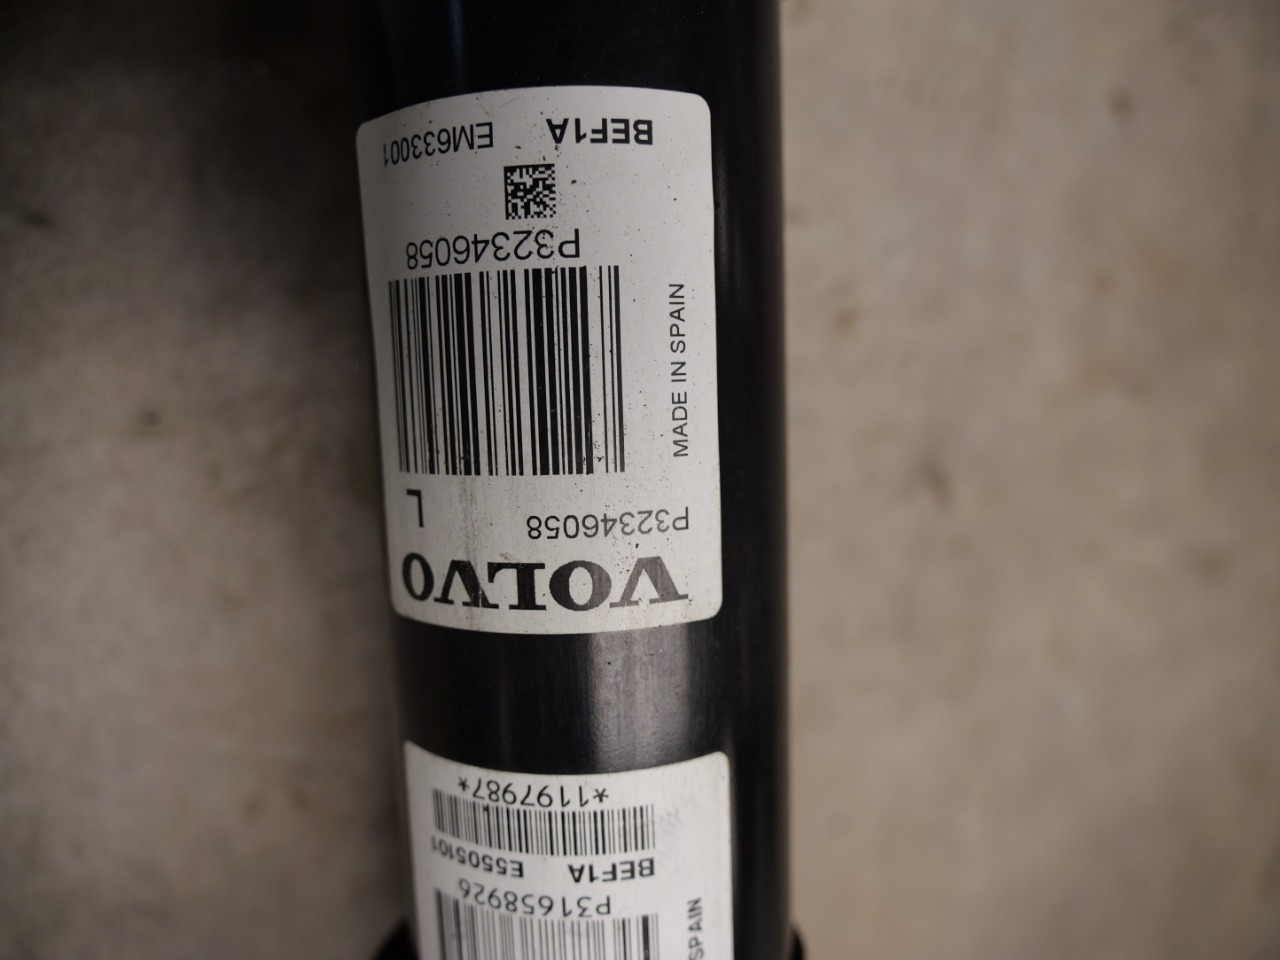 VOLVO
P32346058
L
MADE IN SPAIN
P32346058
BEF1A EM633001
SPAIN
P31658926
BEF1A E5505101
*1197987*